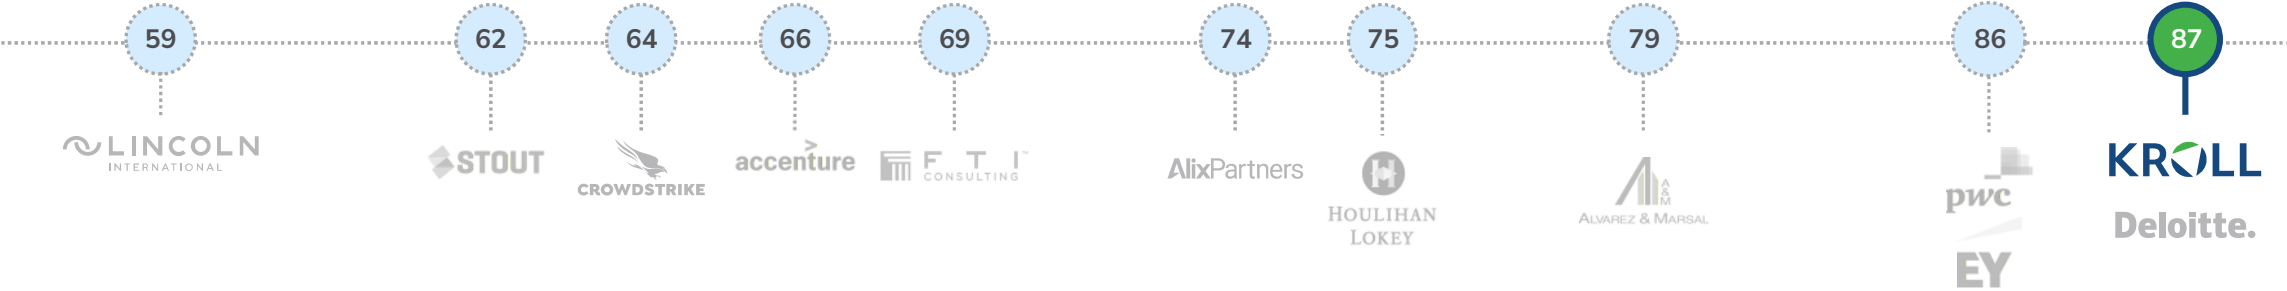 59 62 64 66 69 74 75 79 86 87
LINCOLN
INTERNATIONAL
STOUT
CROWDSTRIKE
accenture
FTI™
CONSULTING
AlixPartners
H
HOULIHAN
LOKEY
A&M
ALVAREZ & MARSAL
pwc
EY
KROLL
Deloitte.